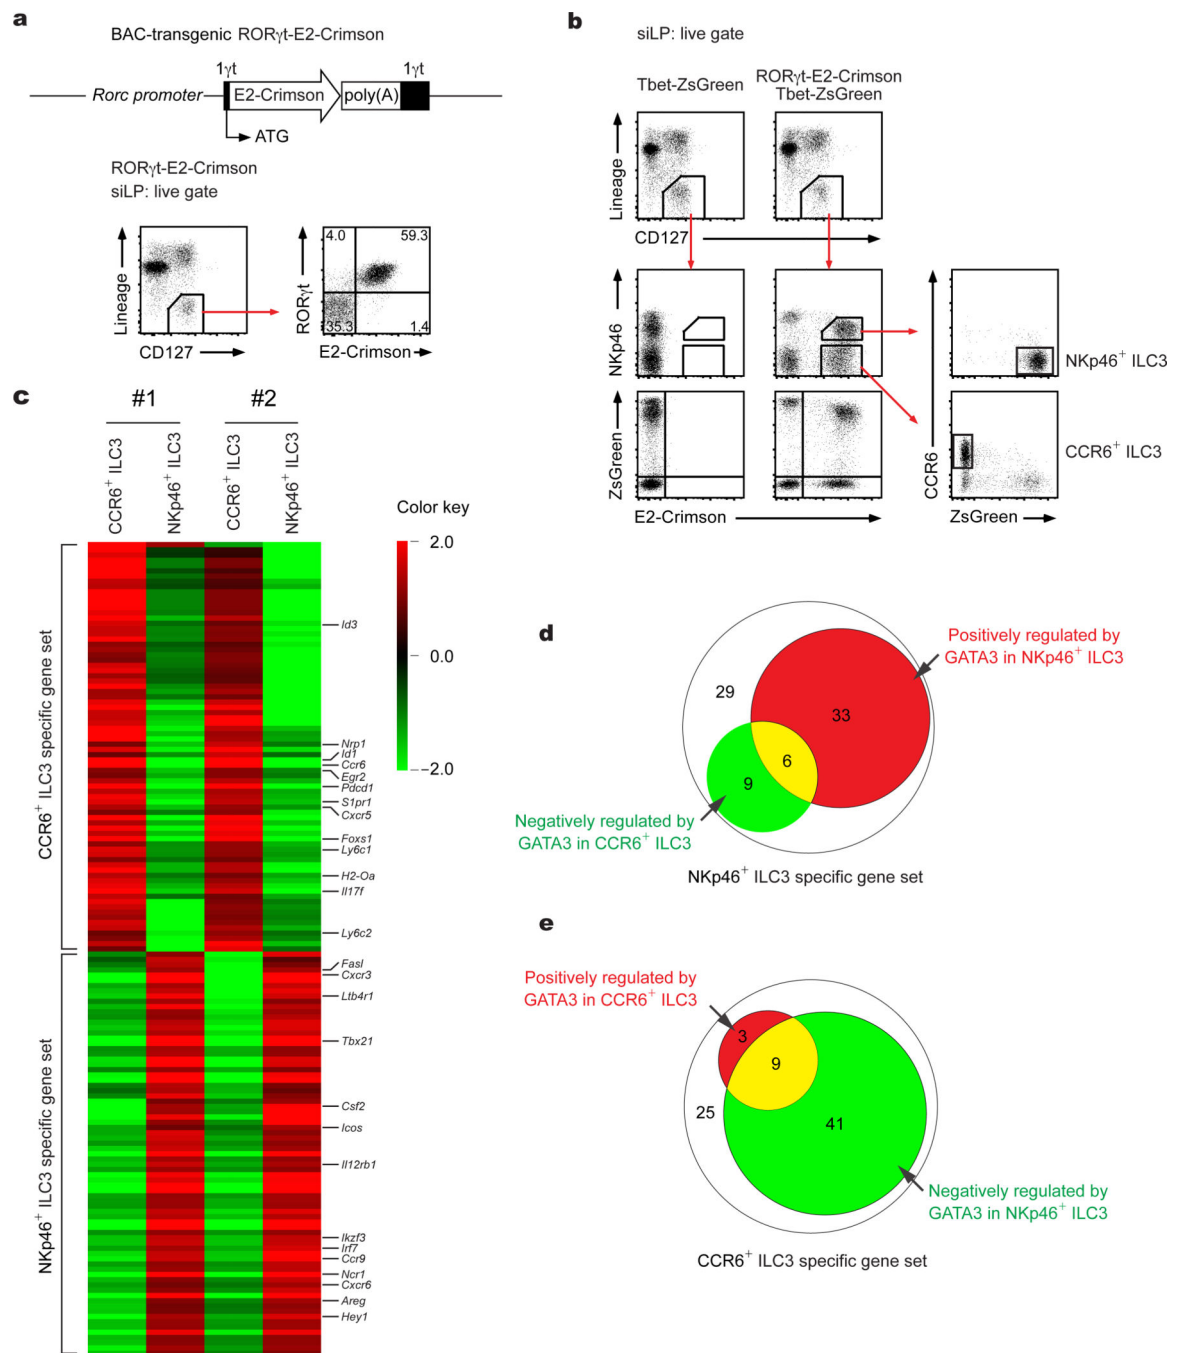 a
BAC-transgenic RORγt-E2-Crimson
1γt 1γt
Rorc promoter E2-Crimson poly(A)
ATG
RORγt-E2-Crimson
siLP: live gate
Lineage
CD127
RORγt
4.0 59.3
35.3 1.4
E2-Crimson
b
siLP: live gate
Tbet-ZsGreen
RORγt-E2-Crimson
Tbet-ZsGreen
Lineage
CD127
NKp46
ZsGreen
E2-Crimson
CCR6
NKp46+ ILC3
CCR6+ ILC3
ZsGreen
c
#1 #2
CCR6+ ILC3
NKp46+ ILC3
CCR6+ ILC3
NKp46+ ILC3
Color key
2.0
0.0
−2.0
CCR6+ ILC3 specific gene set
Id3
Nrp1
Id1
Ccr6
Egr2
Pdcd1
S1pr1
Cxcr5
Foxs1
Ly6c1
H2-Oa
Il17f
Ly6c2
NKp46+ ILC3 specific gene set
Fasl
Cxcr3
Ltb4r1
Tbx21
Csf2
Icos
Il12rb1
Ikzf3
Irf7
Ccr9
Ncr1
Cxcr6
Areg
Hey1
d
Positively regulated by
GATA3 in NKp46+ ILC3
29
33
6
9
Negatively regulated by
GATA3 in CCR6+ ILC3
NKp46+ ILC3 specific gene set
e
Positively regulated by
GATA3 in CCR6+ ILC3
3
9
25
41
Negatively regulated by
GATA3 in NKp46+ ILC3
CCR6+ ILC3 specific gene set